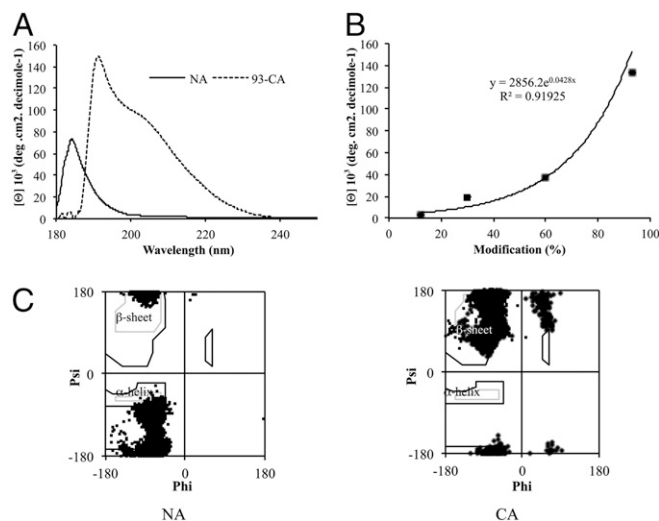 A
[Θ] 10³ (deg .cm2. decimole-1)
160
140
120
100
80
60
40
20
0
NA
93-CA
180
200
220
240
Wavelength (nm)
B
[Θ] 10³ (deg. cm2. decimole-1)
160
140
120
100
80
60
40
20
0
y = 2856.2e^0.0428x
R² = 0.91925
0
20
40
60
80
100
Modification (%)
C
180
β-sheet
Psi
0
α-helix
-180
-180
0
180
Phi
NA
180
β-sheet
Psi
0
α-helix
-180
-180
0
180
Phi
CA